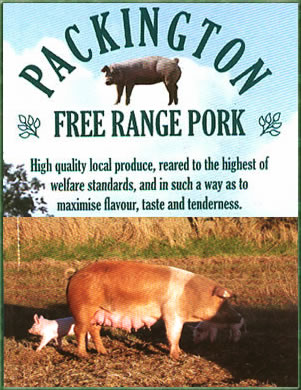 PACKINGTON
FREE RANGE PORK
High quality local produce, reared to the highest of
welfare standards, and in such a way as to
maximise flavour, taste and tenderness.